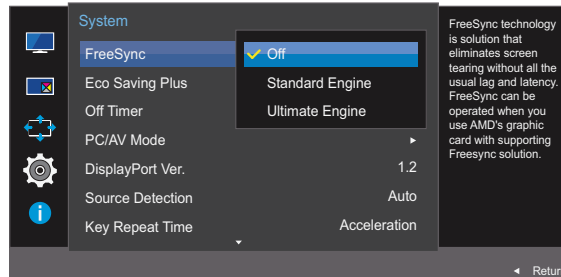 System
FreeSync
Off
Eco Saving Plus
Standard Engine
Off Timer
Ultimate Engine
PC/AV Mode
DisplayPort Ver. 1.2
Source Detection Auto
Key Repeat Time Acceleration
FreeSync technology
is solution that
eliminates screen
tearing without all the
usual lag and latency.
FreeSync can be
operated when you
use AMD's graphic
card with supporting
Freesync solution.
Retur